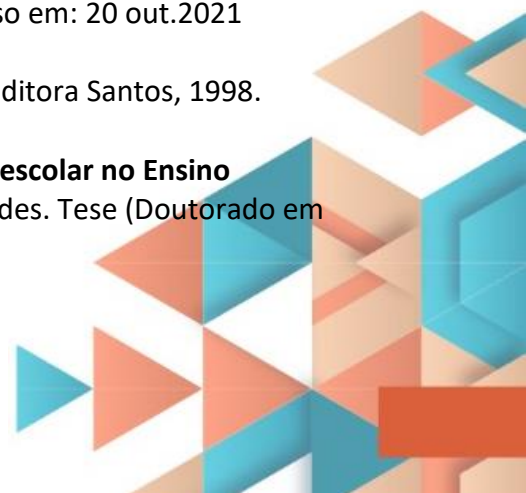 so em: 20 out.2021
ditora Santos, 1998.
escolar no Ensino
des. Tese (Doutorado em